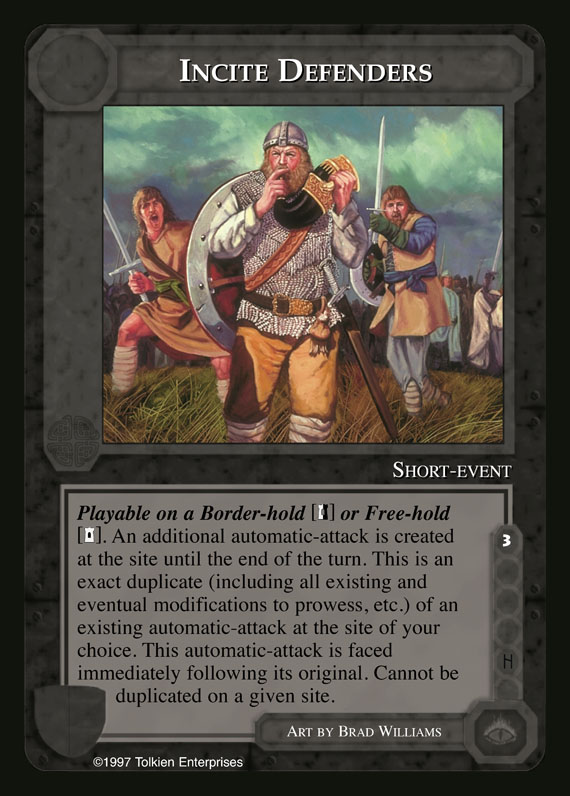 INCITE DEFENDERS
SHORT-EVENT
Playable on a Border-hold [] or Free-hold
[]. An additional automatic-attack is created
at the site until the end of the turn. This is an
exact duplicate (including all existing and
eventual modifications to prowess, etc.) of an
existing automatic-attack at the site of your
choice. This automatic-attack is faced
immediately following its original. Cannot be
duplicated on a given site.
3
H
ART BY BRAD WILLIAMS
©1997 Tolkien Enterprises